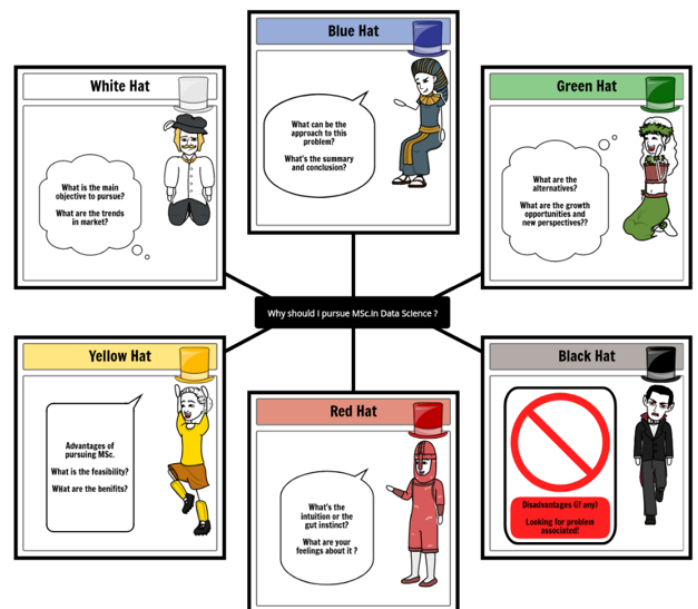 Blue Hat
What can be the
approach to this
problem?
What's the summary
and conclusion?
White Hat
What is the main
objective to pursue?
What are the trends
in market?
Green Hat
What are the
alternatives?
What are the growth
opportunities and
new perspectives??
Why should I pursue MSc.In Data Science ?
Yellow Hat
Advantages of
pursuing MSc.
What is the feasibility?
WHat are the benifits?
Red Hat
What's the
intuition or the
gut instinct?
What are your
feelings about it ?
Black Hat
Disadvantages (if any)
Looking for problem
associated!